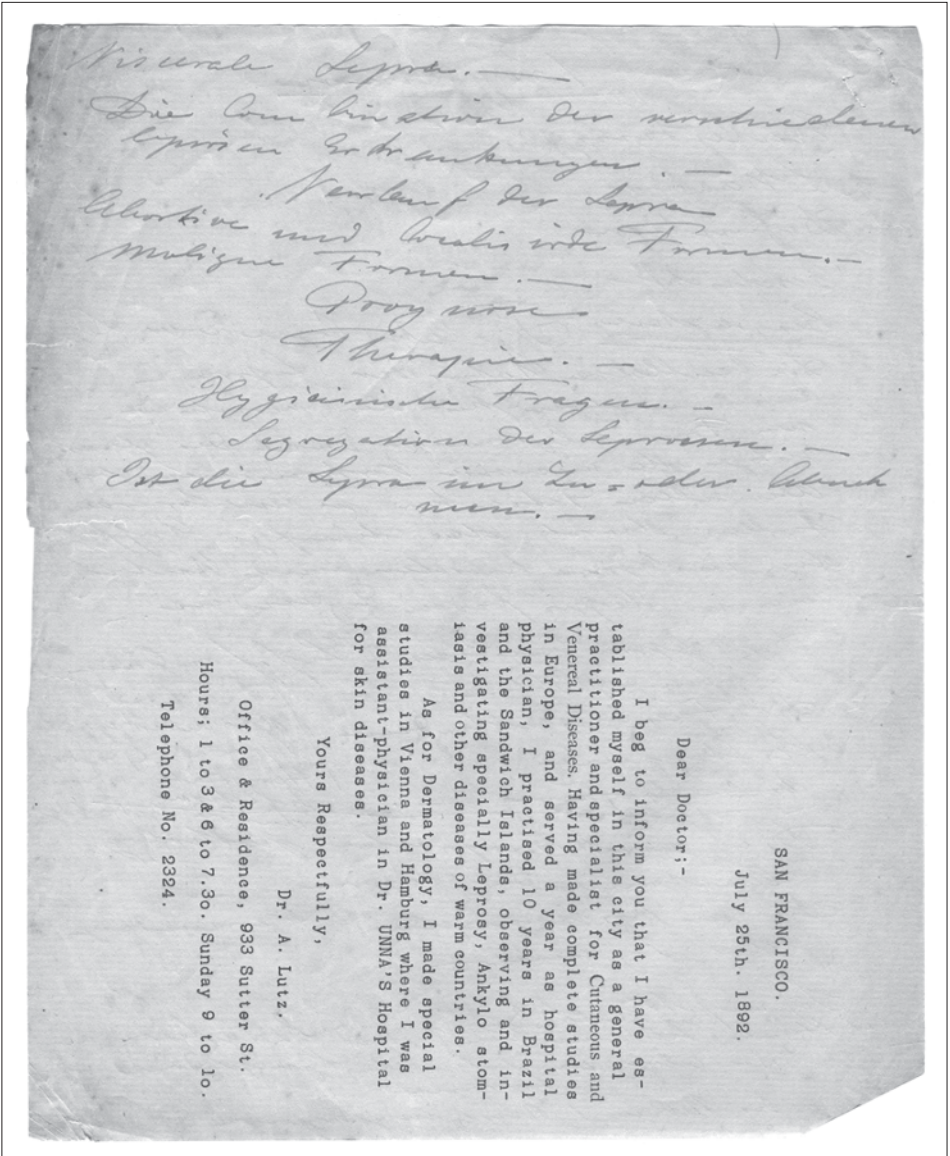 Viscerale Lepra. —
Die Combination der verschiedenen
leprösen Erkrankungen. —
Verlauf der Lepra
Abortive und localisirte Formen. —
Maligne Formen. —
Prognose
Therapie. —
Hygieinische Fragen. —
Segregation der Leprosen. —
Ist die Lepra im Zu = oder Abneh
men. —
SAN FRANCISCO.
July 25th. 1892.
Dear Doctor;-
I beg to inform you that I have es-
tablished myself in this city as a general
practitioner and specialist for Cutaneous and
Venereal Diseases. Having made complete studies
in Europe, and served a year as hospital
physician, I practised 10 years in Brazil
and the Sandwich Islands, observing and in-
vestigating specially Leprosy, Ankylo stom-
iasis and other diseases of warm countries.
As for Dermatology, I made special
studies in Vienna and Hamburg where I was
assistant-physician in Dr. UNNA'S Hospital
for skin diseases.
Yours Respectfully,
Dr. A. Lutz.
Office & Residence, 933 Sutter St.
Hours; 1 to 3 & 6 to 7.3o. Sunday 9 to lo.
Telephone No. 2324.